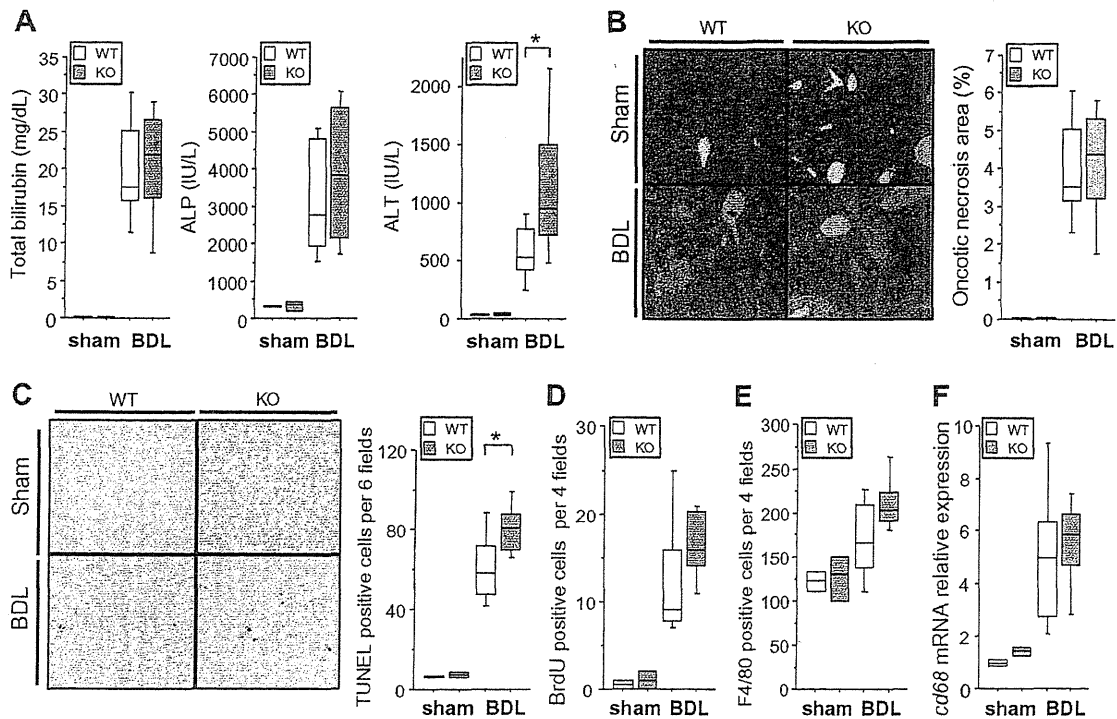 A
Total bilirubin (mg/dL)
WT
KO
35
30
25
20
15
10
5
0
sham BDL
ALP (IU/L)
WT
KO
8000
7000
6000
5000
4000
3000
2000
1000
0
sham BDL
ALT (IU/L)
WT
KO
*
2000
1500
1000
500
0
sham BDL
B
WT
KO
Sham
BDL
Oncotic necrosis area (%)
WT
KO
7
6
5
4
3
2
1
0
sham BDL
C
WT
KO
Sham
BDL
TUNEL positive cells per 6 fields
WT
KO
*
120
80
40
0
sham BDL
D
BrdU positive cells per 4 fields
WT
KO
30
20
10
0
sham BDL
E
F4/80 positive cells per 4 fields
WT
KO
300
250
200
150
125
100
50
0
sham BDL
F
cd68 mRNA relative expression
WT
KO
10
8
6
4
2
0
sham BDL